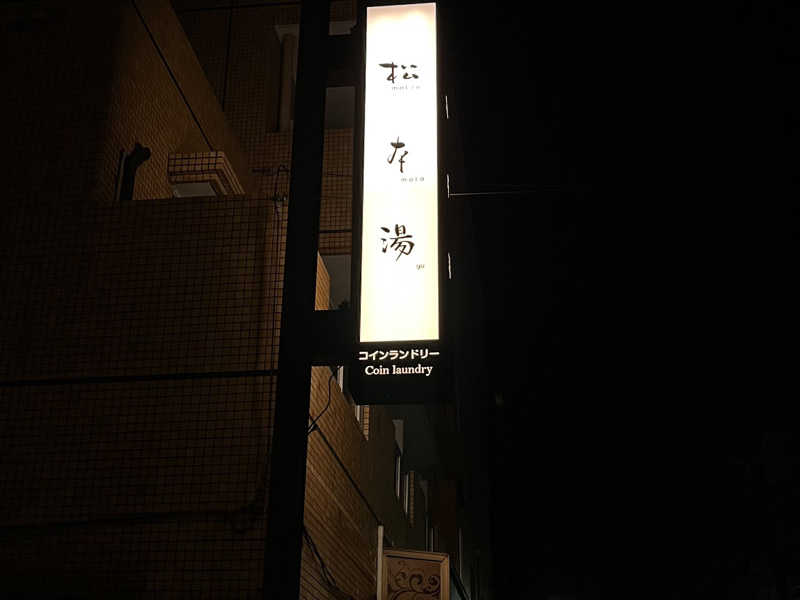 松
matsu
本
moto
湯
yu
コインランドリー
Coin laundry